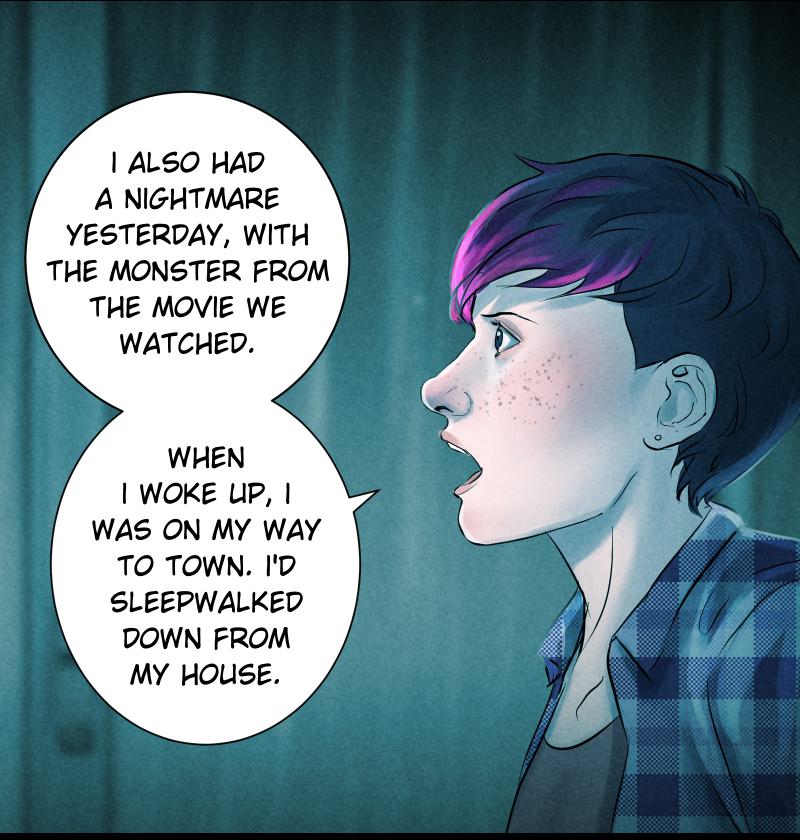 I ALSO HAD
A NIGHTMARE
YESTERDAY, WITH
THE MONSTER FROM
THE MOVIE WE
WATCHED.
WHEN
I WOKE UP, I
WAS ON MY WAY
TO TOWN. I'D
SLEEPWALKED
DOWN FROM
MY HOUSE.